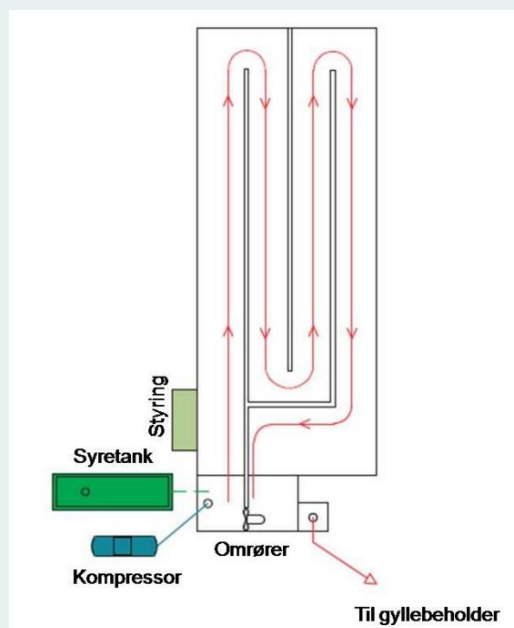 Styring
Syretank
Omrører
Kompressor
Til gyllebeholder